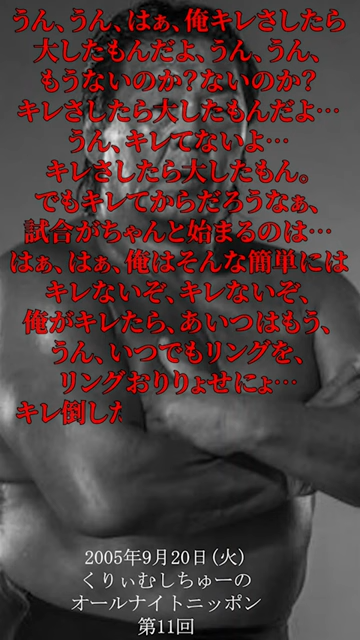 うん、うん、はぁ、俺キレさしたら
大したもんだよ、うん、うん、
もうないのか？ないのか？
キレさしたら大したもんだよ…
うん、キレてないよ…
キレさしたら大したもん。
でもキレてからだろうなぁ、
試合がちゃんと始まるのは…
はぁ、はぁ、俺はそんな簡単には
キレないぞ、キレないぞ、
俺がキレたら、あいつはもう、
うん、いつでもリングを、
リングおりりょせにょ…
キレ倒した
2005年9月20日(火)
くりぃむしちゅーの
オールナイトニッポン
第11回